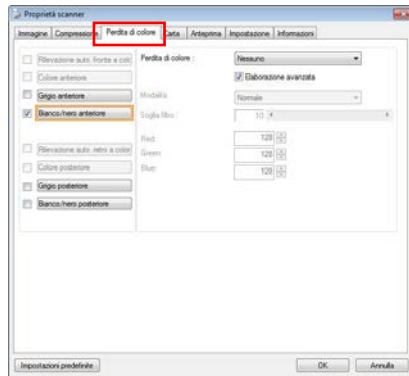 Proprietà scanner
Immagine Compressione Perdita di colore Carta Anteprima Impostazione Informazioni
Rilevazione auto. fronte a colo
Perdita di colore : Nessuno
Colore anteriore
Elaborazione avanzata
Grigio anteriore
Modalità Normale
Bianco/nero anteriore
Soglia filtro : 10
Red: 128
Rilevazione auto. retro a color
Green: 128
Colore posteriore
Blue: 128
Grigio posteriore
Bianco/nero posteriore
Impostazioni predefinite OK Annulla